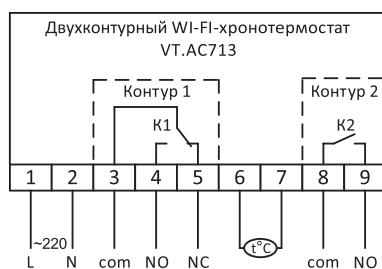 Двухконтурный WI-FI-хронотермостат
VT.AC713
Контур 1 Контур 2
K1 K2
1 2 3 4 5 6 7 8 9
~220 t°C
L N com NO NC com NO